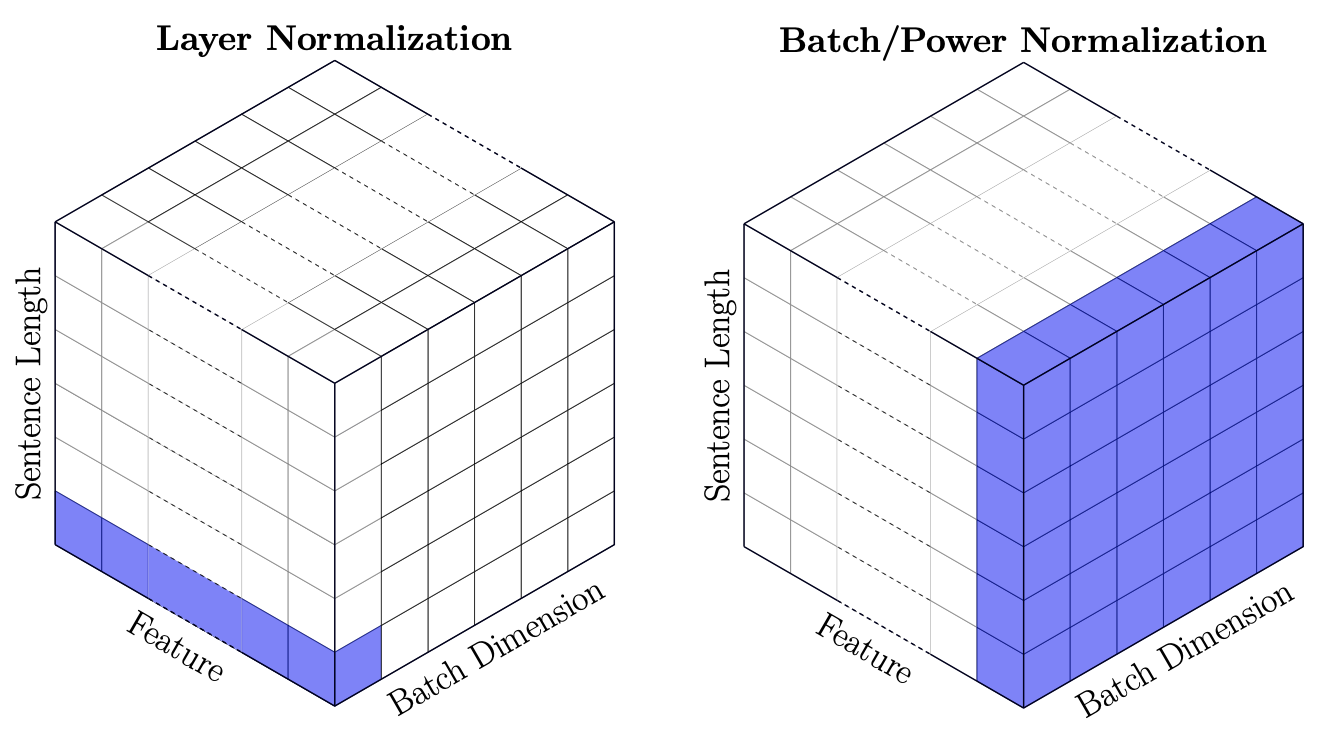 Layer Normalization
Sentence Length
Feature
Batch Dimension
Batch/Power Normalization
Sentence Length
Feature
Batch Dimension